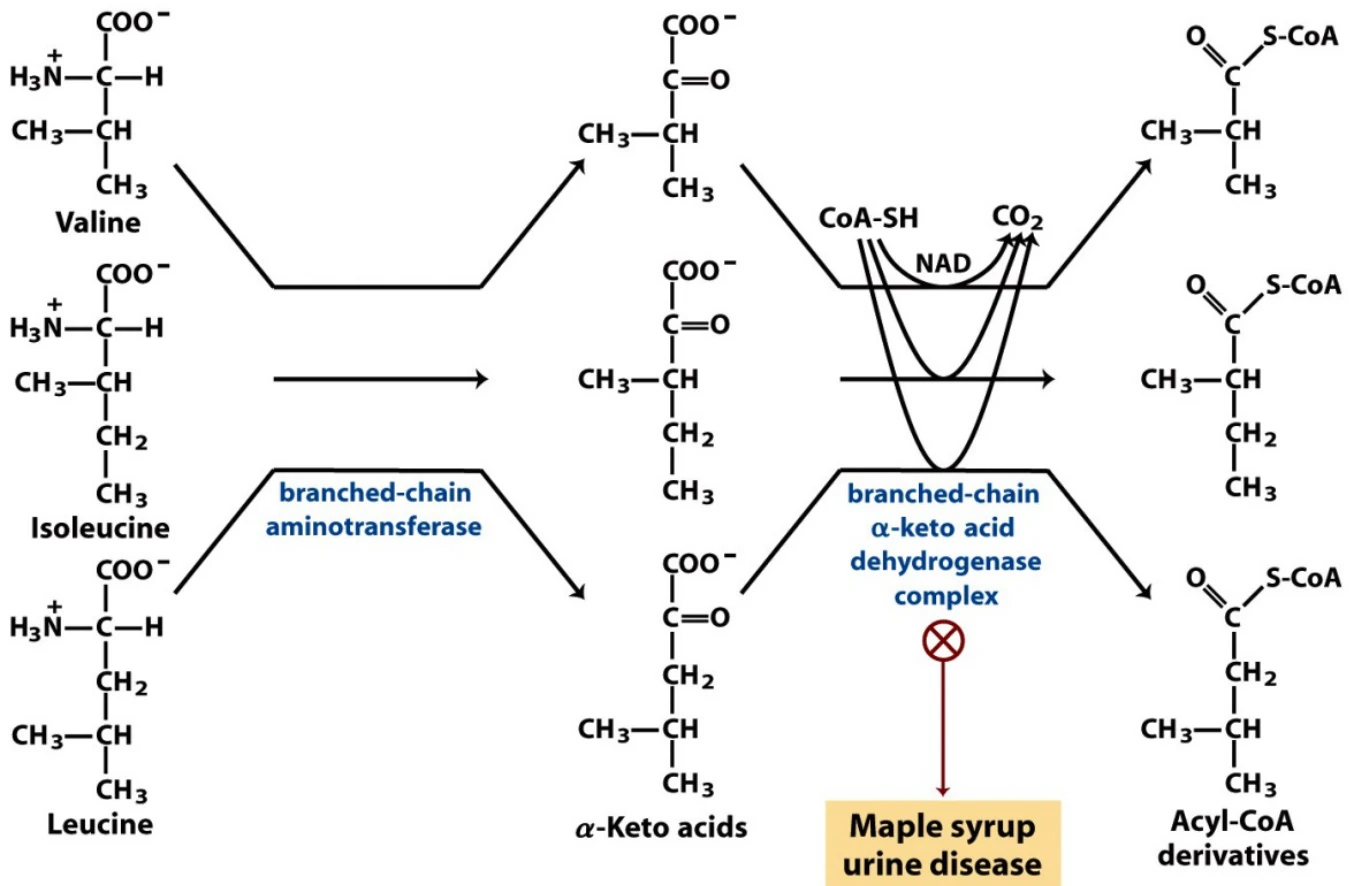 COO⁻
H₃N⁺—C—H
CH₃—CH
CH₃
Valine
COO⁻
H₃N⁺—C—H
CH₃—CH
CH₂
CH₃
Isoleucine
COO⁻
H₃N⁺—C—H
CH₂
CH₃—CH
CH₃
Leucine
branched-chain
aminotransferase
COO⁻
C=O
CH₃—CH
CH₃
COO⁻
C=O
CH₃—CH
CH₂
CH₃
COO⁻
C=O
CH₂
CH₃—CH
CH₃
α-Keto acids
CoA-SH
CO₂
NAD
branched-chain
α-keto acid
dehydrogenase
complex
Maple syrup
urine disease
O
S-CoA
C
CH₃—CH
CH₃
O
S-CoA
C
CH₃—CH
CH₂
CH₃
O
S-CoA
C
CH₂
CH₃—CH
CH₃
Acyl-CoA
derivatives